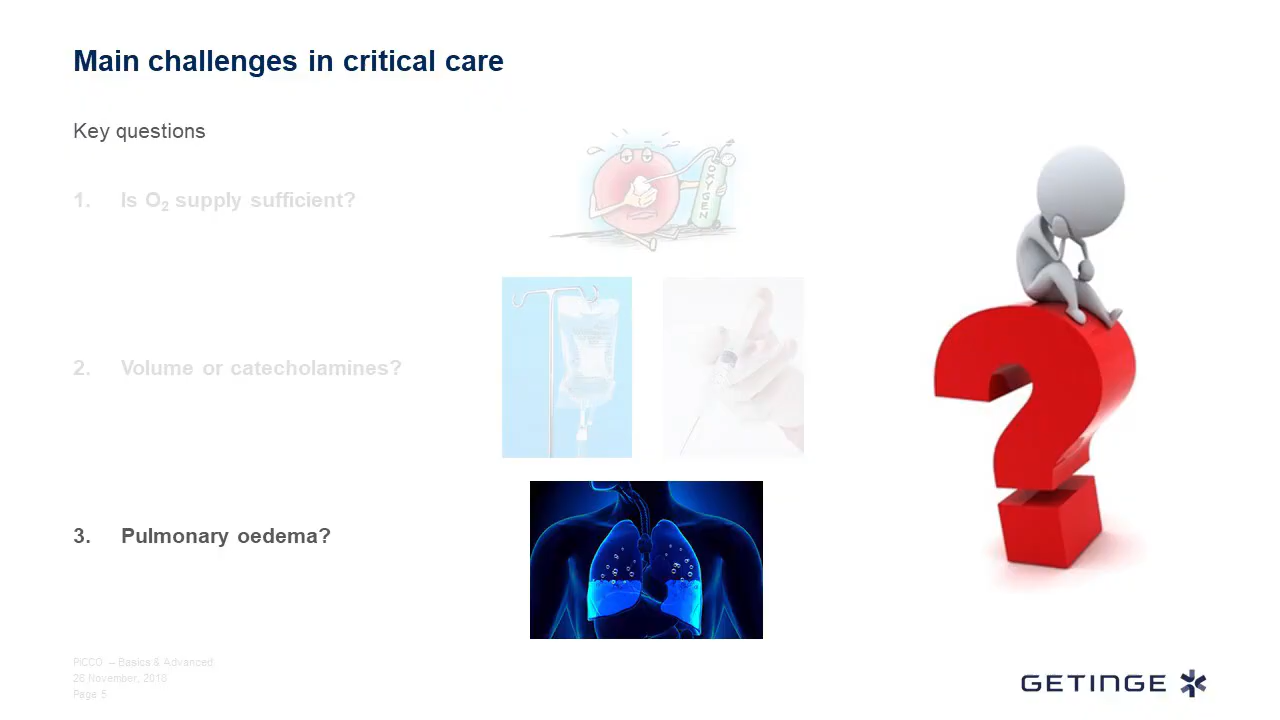 Main challenges in critical care
Key questions
1. Is O₂ supply sufficient?
OXYGEN
2. Volume or catecholamines?
3. Pulmonary oedema?
PiCCO – Basics & Advanced
26 November, 2018
Page 5
GETINGE